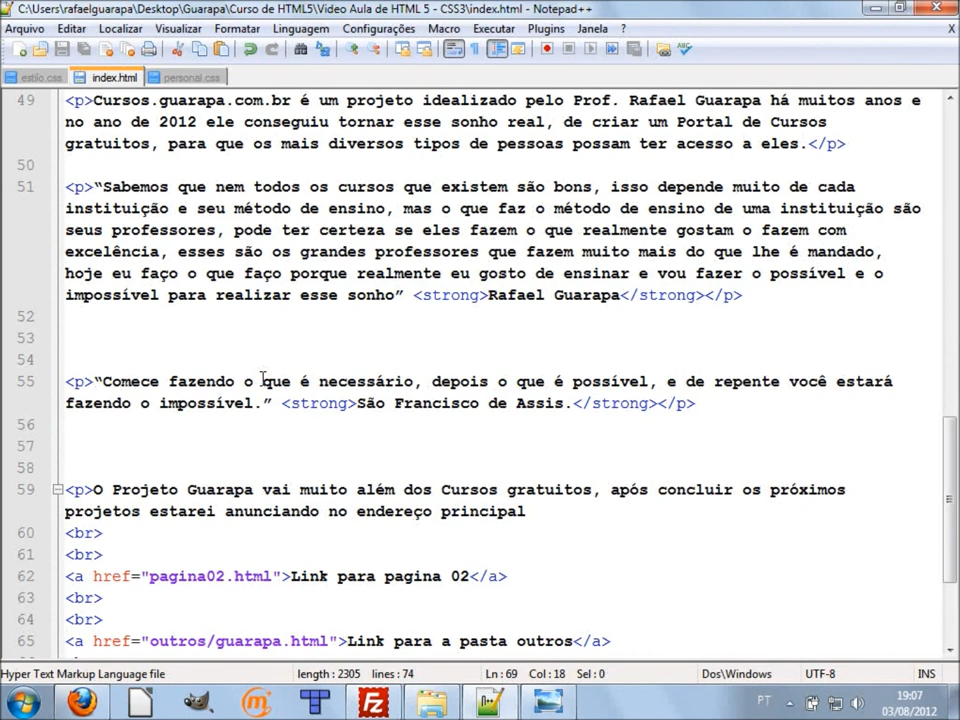 C:\Users\rafaelguarapa\Desktop\Guarapa\Curso de HTML5\Video Aula de HTML 5 - CSS3\index.html - Notepad++
Arquivo Editar Localizar Visualizar Formatar Linguagem Configurações Macro Executar Plugins Janela ? X
estilo.css index.html personal.css
49 <p>Cursos.guarapa.com.br é um projeto idealizado pelo Prof. Rafael Guarapa há muitos anos e
no ano de 2012 ele conseguiu tornar esse sonho real, de criar um Portal de Cursos
gratuitos, para que os mais diversos tipos de pessoas possam ter acesso a eles.</p>
50
51 <p>“Sabemos que nem todos os cursos que existem são bons, isso depende muito de cada
instituição e seu método de ensino, mas o que faz o método de ensino de uma instituição são
seus professores, pode ter certeza se eles fazem o que realmente gostam o fazem com
excelência, esses são os grandes professores que fazem muito mais do que lhe é mandado,
hoje eu faço o que faço porque realmente eu gosto de ensinar e vou fazer o possível e o
impossível para realizar esse sonho” <strong>Rafael Guarapa</strong></p>
52
53
54
55 <p>“Comece fazendo o que é necessário, depois o que é possível, e de repente você estará
fazendo o impossível.” <strong>São Francisco de Assis.</strong></p>
56
57
58
59 <p>O Projeto Guarapa vai muito além dos Cursos gratuitos, após concluir os próximos
projetos estarei anunciando no endereço principal
60 <br>
61 <br>
62 <a href="pagina02.html">Link para pagina 02</a>
63 <br>
64 <br>
65 <a href="outros/guarapa.html">Link para a pasta outros</a>
Hyper Text Markup Language file length : 2305 lines : 74 Ln : 69 Col : 18 Sel : 0 Dos\Windows UTF-8 INS
PT 19:07
03/08/2012